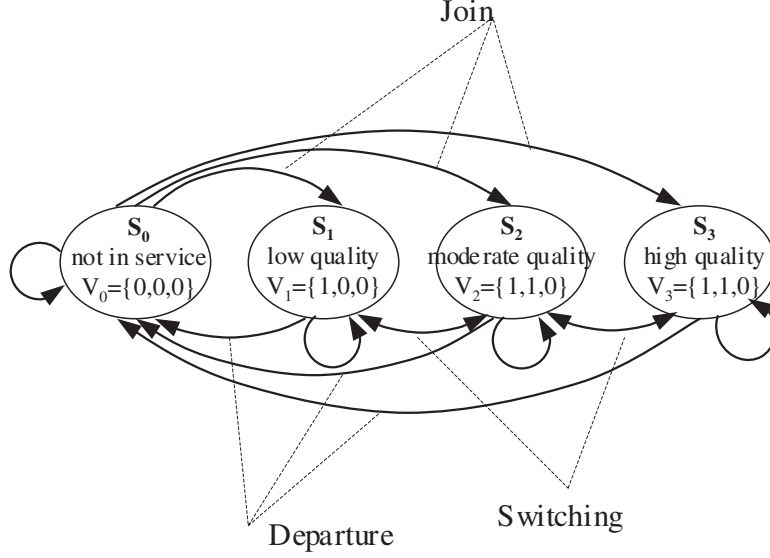 Join
S₀
not in service
V₀={0,0,0}
S₁
low quality
V₁={1,0,0}
S₂
moderate quality
V₂={1,1,0}
S₃
high quality
V₃={1,1,0}
Departure
Switching